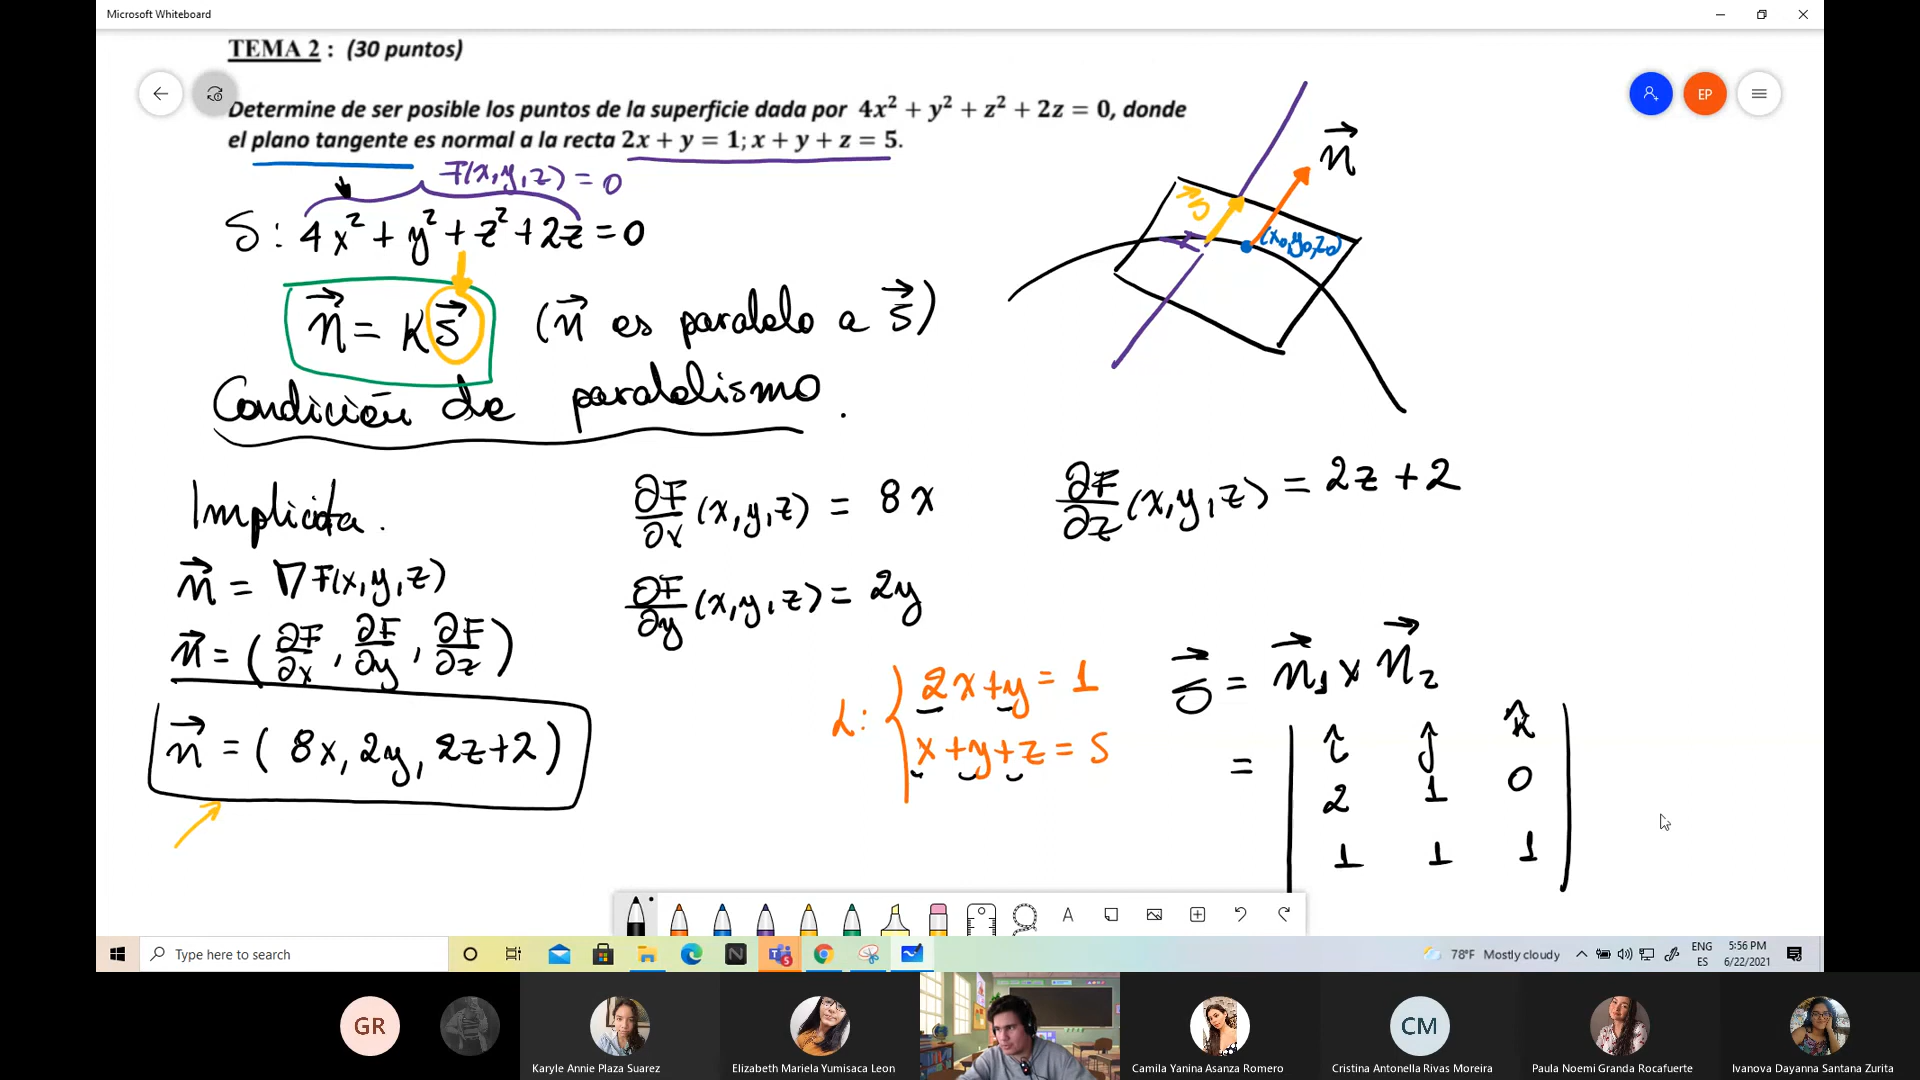 Microsoft Whiteboard
TEMA 2 : (30 puntos)
Determine de ser posible los puntos de la superficie dada por 4x² + y² + z² + 2z = 0, donde
el plano tangente es normal a la recta 2x + y = 1; x + y + z = 5.
EP
F(x,y,z) = 0
S : 4x² + y² + z² + 2z = 0
n⃗
s⃗
(x₀,y₀,z₀)
n⃗ = K s⃗ (n⃗ es paralelo a s⃗)
Condición de paralelismo.
Implicita.
∂F/∂x (x,y,z) = 8x
∂F/∂z (x,y,z) = 2z + 2
n⃗ = ∇F(x,y,z)
∂F/∂y (x,y,z) = 2y
n⃗ = (∂F/∂x, ∂F/∂y, ∂F/∂z)
n⃗ = (8x, 2y, 2z+2)
L: { 2x+y = 1
x+y+z = 5
s⃗ = n⃗₁ x n⃗₂
= | î ĵ k̂ |
2 1 0
1 1 1
A
Type here to search
78°F Mostly cloudy
ENG
ES
5:56 PM
6/22/2021
GR
CM
Karyle Annie Plaza Suarez
Elizabeth Mariela Yumisaca Leon
Camila Yanina Asanza Romero
Cristina Antonella Rivas Moreira
Paula Noemi Granda Rocafuerte
Ivanova Dayanna Santana Zurita